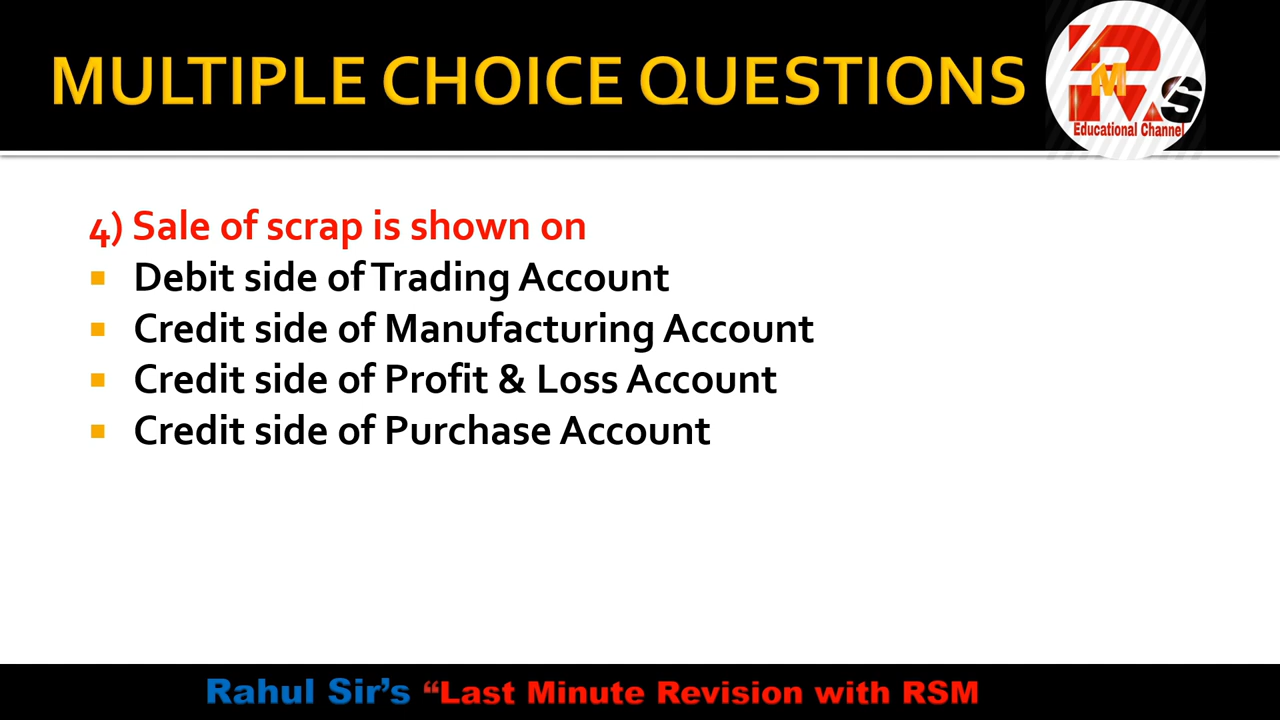 MULTIPLE CHOICE QUESTIONS
RMS
Educational Channel
4) Sale of scrap is shown on
▪ Debit side of Trading Account
▪ Credit side of Manufacturing Account
▪ Credit side of Profit & Loss Account
▪ Credit side of Purchase Account
Rahul Sir's “Last Minute Revision with RSM